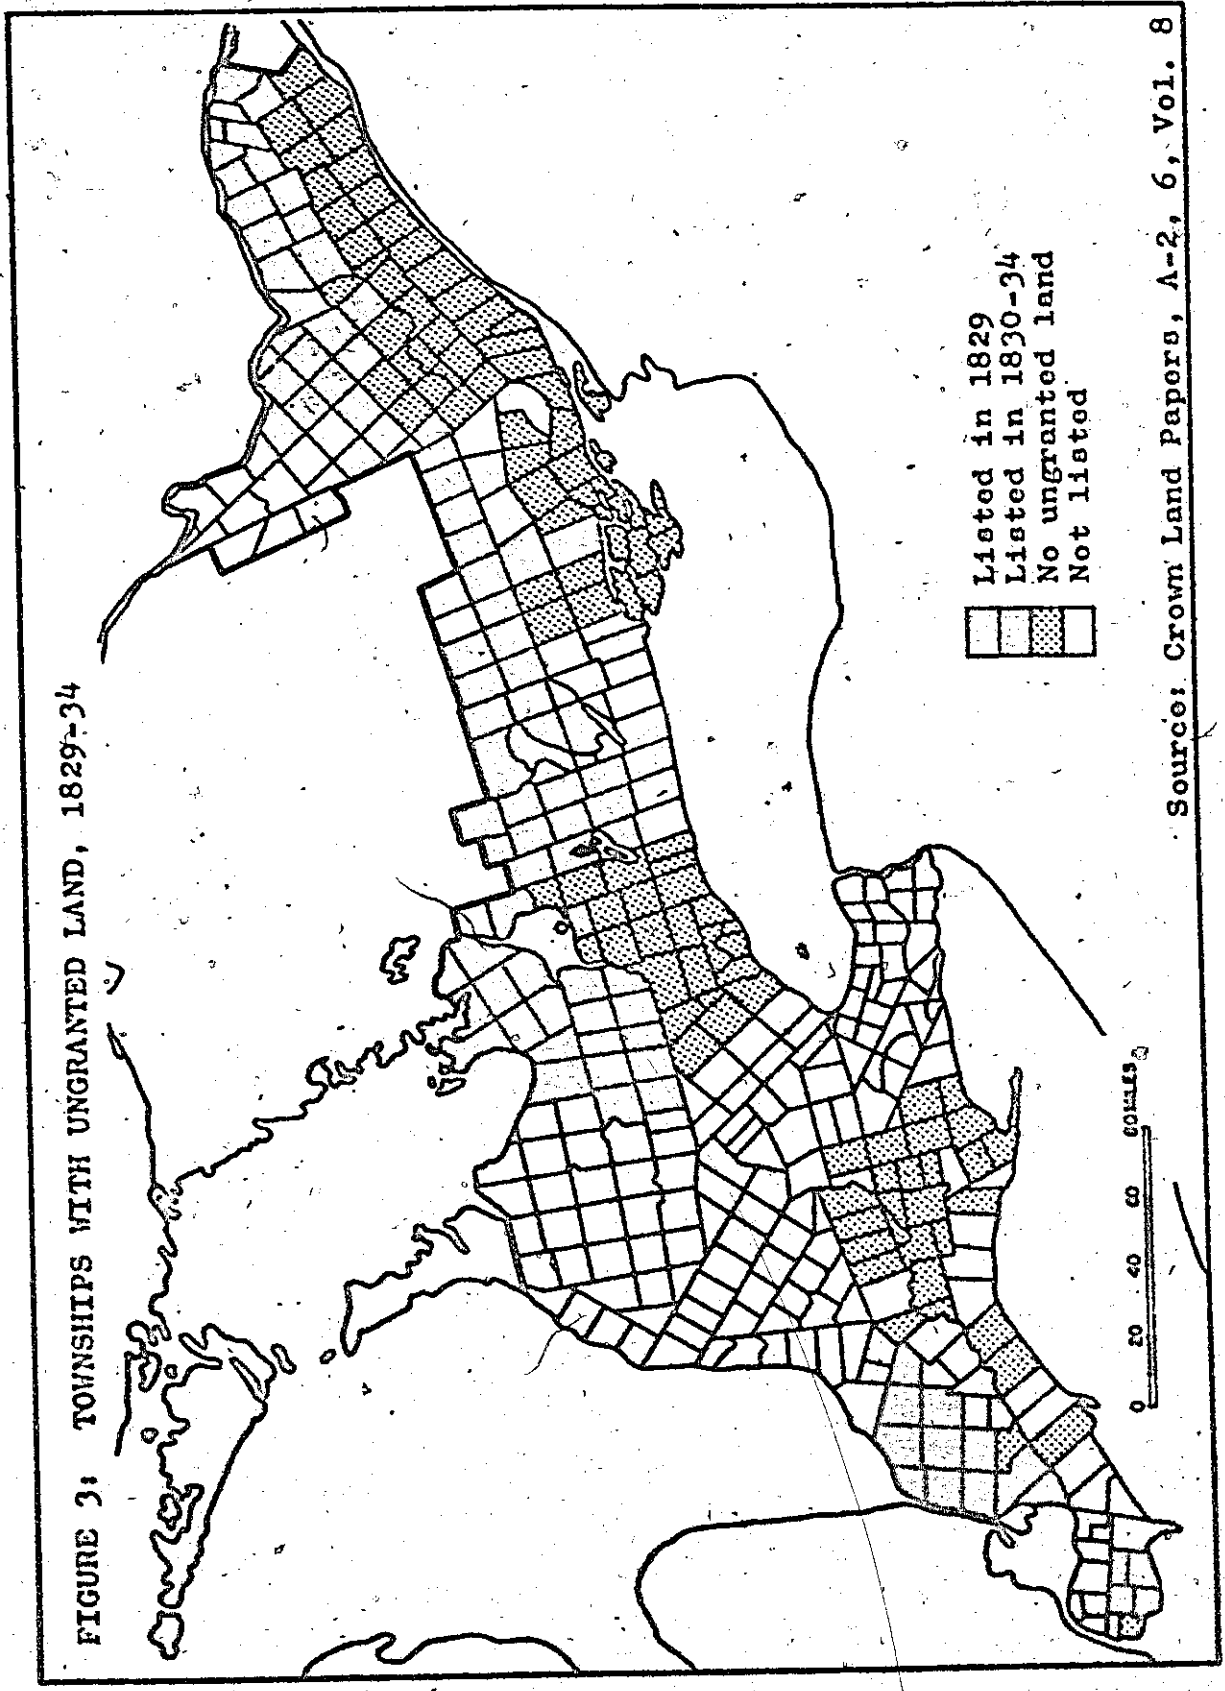 FIGURE 3: TOWNSHIPS WITH UNGRANTED LAND, 1829-34
Listed in 1829
Listed in 1830-34
No ungranted land
Not listed
0 20 40 60 80MILES
Source: Crown Land Papers, A-2, 6, Vol. 8